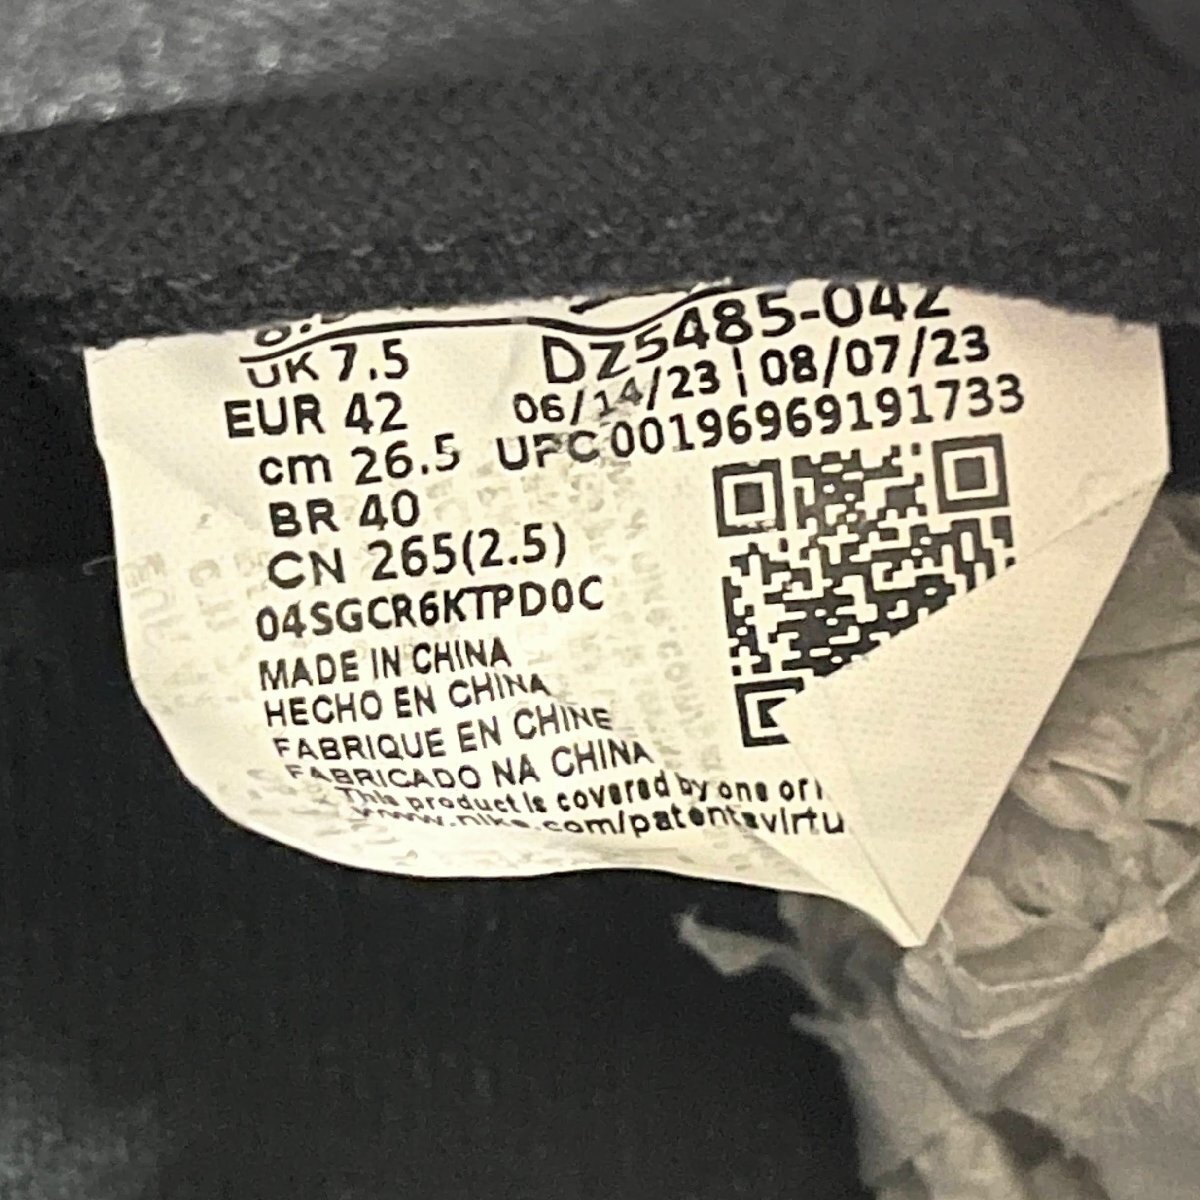 UK 7.5
DZ5485-042
EUR 42
06/14/23 | 08/07/23
cm 26.5
UPC 00196969191733
BR 40
CN 265(2.5)
04SGCR6KTPD0C
MADE IN CHINA
HECHO EN CHINA
FABRIQUE EN CHINE
FABRICADO NA CHINA
This product is covered by one or
www.nike.com/patentsvirtu